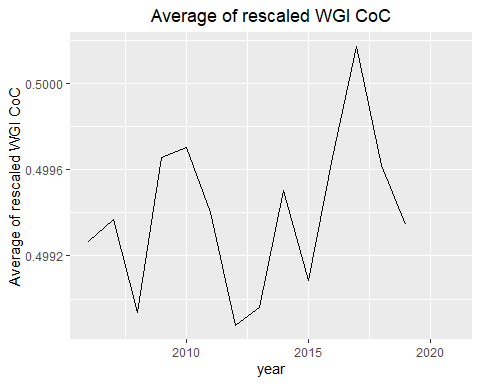 Average of rescaled WGI CoC
Average of rescaled WGI CoC
0.5000
0.4996
0.4992
2010
2015
2020
year